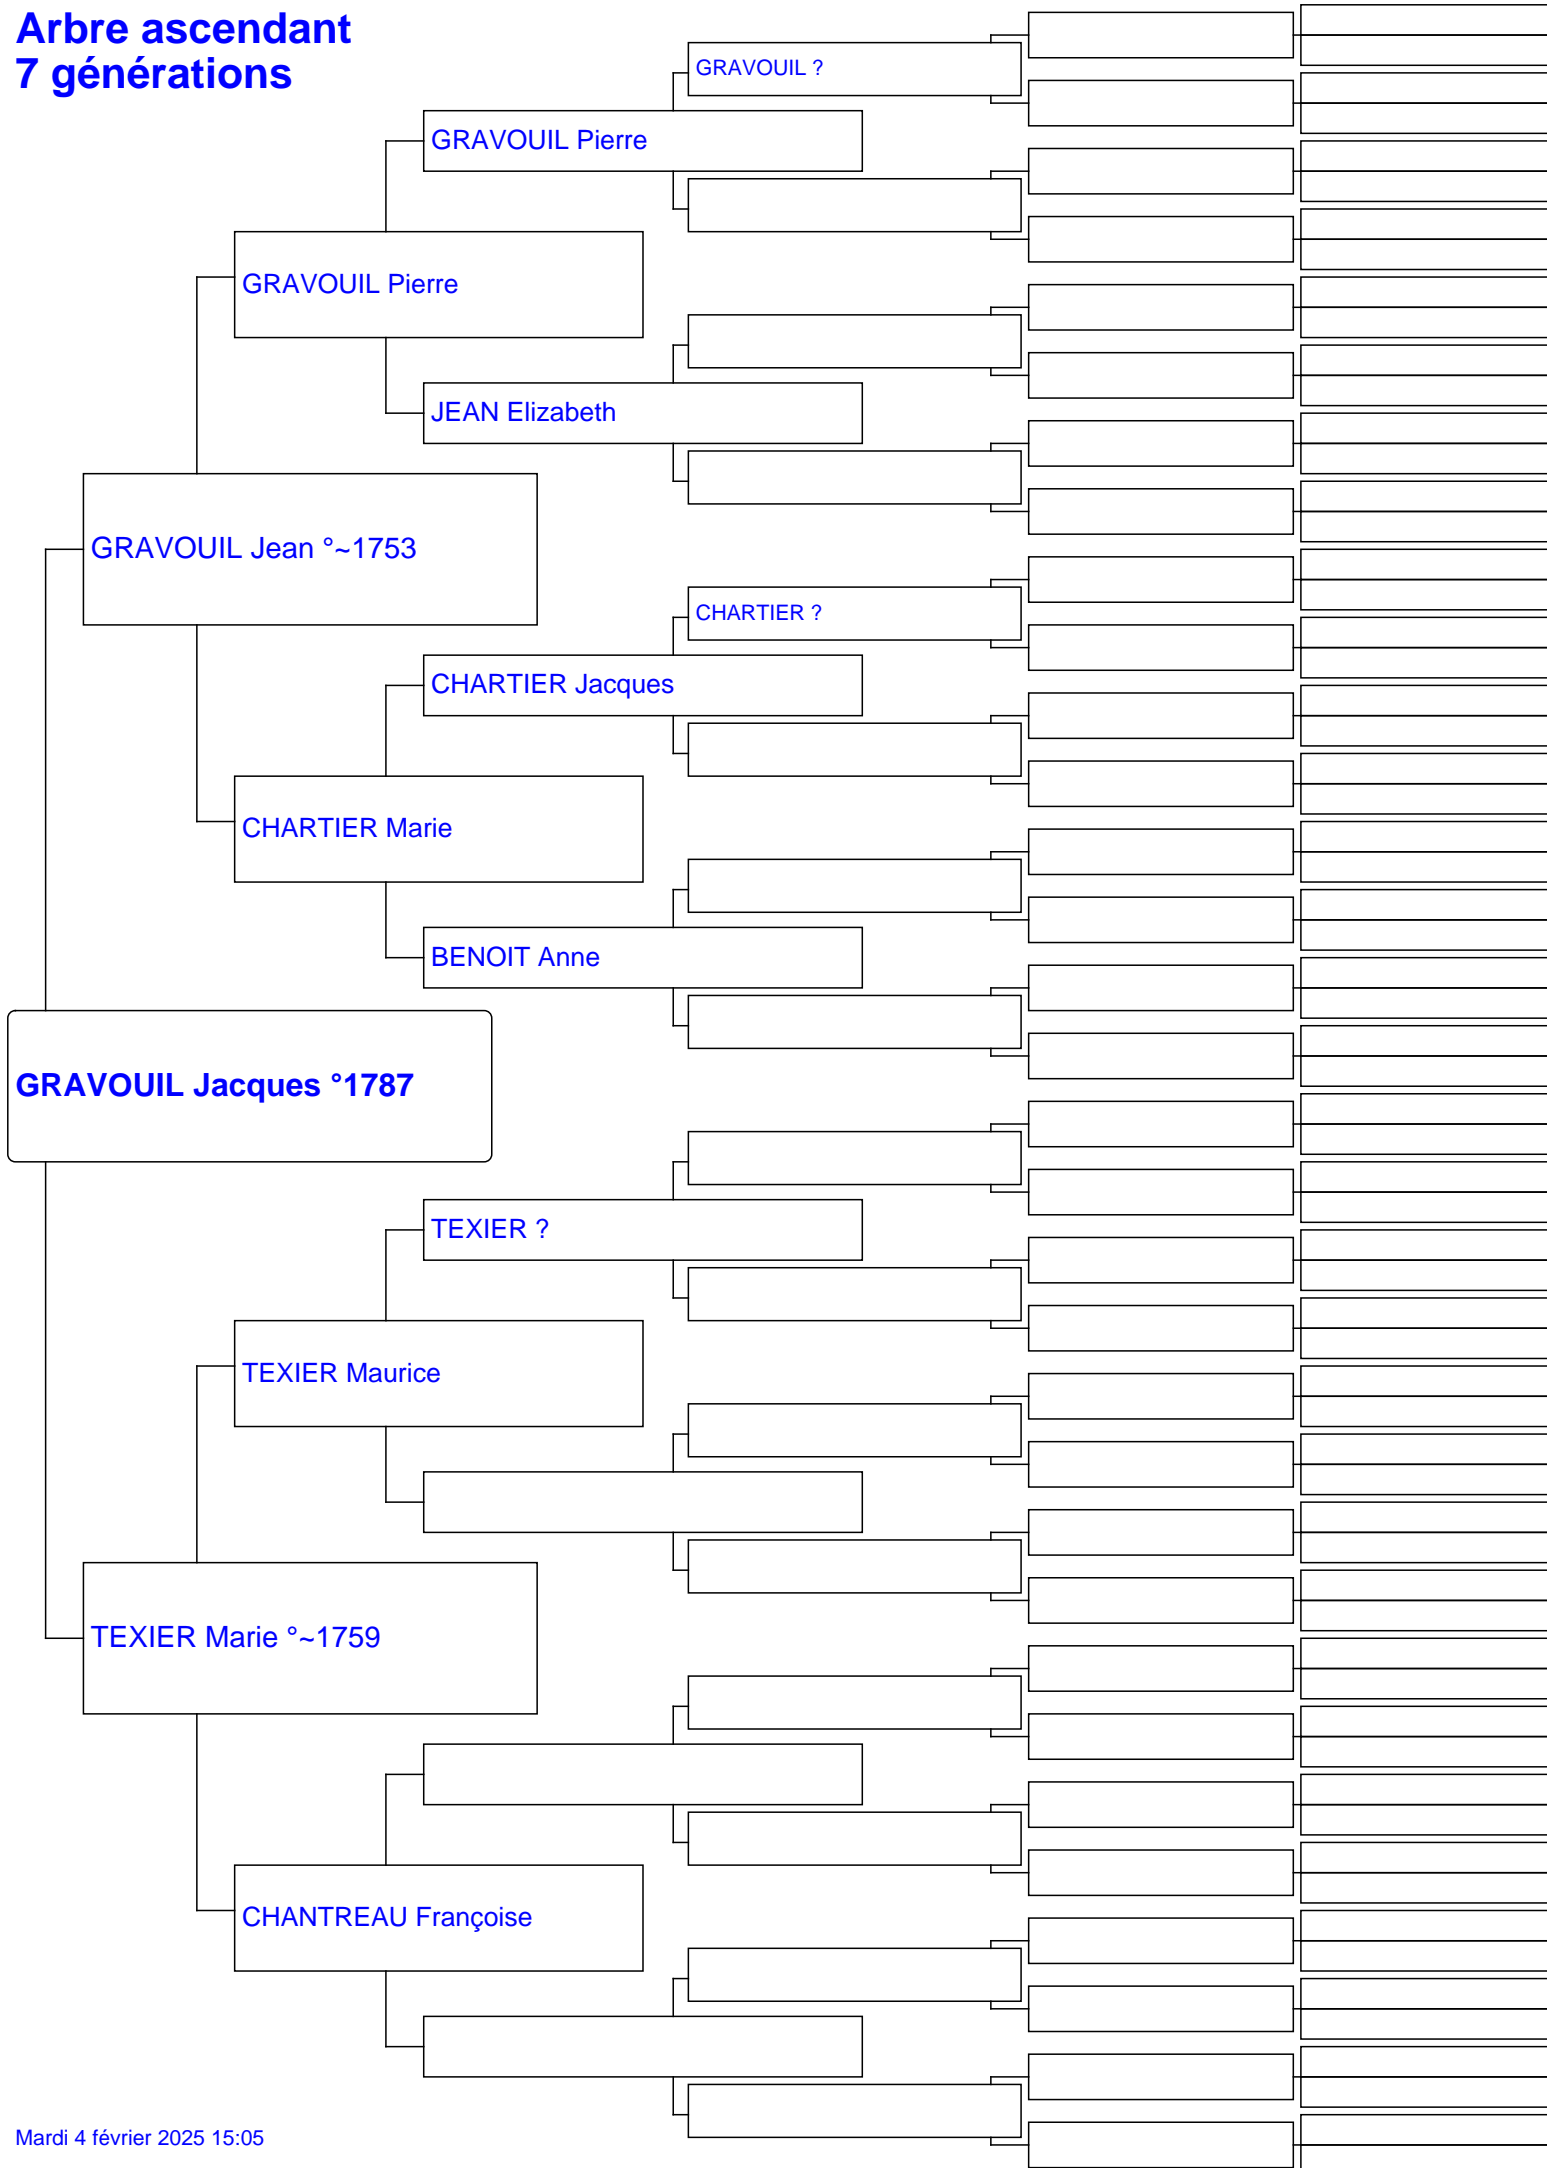 Arbre ascendant
7 générations
GRAVOUIL ?
GRAVOUIL Pierre
GRAVOUIL Pierre
JEAN Elizabeth
GRAVOUIL Jean °~1753
CHARTIER ?
CHARTIER Jacques
CHARTIER Marie
BENOIT Anne
GRAVOUIL Jacques °1787
TEXIER ?
TEXIER Maurice
TEXIER Marie °~1759
CHANTREAU Françoise
Mardi 4 février 2025 15:05